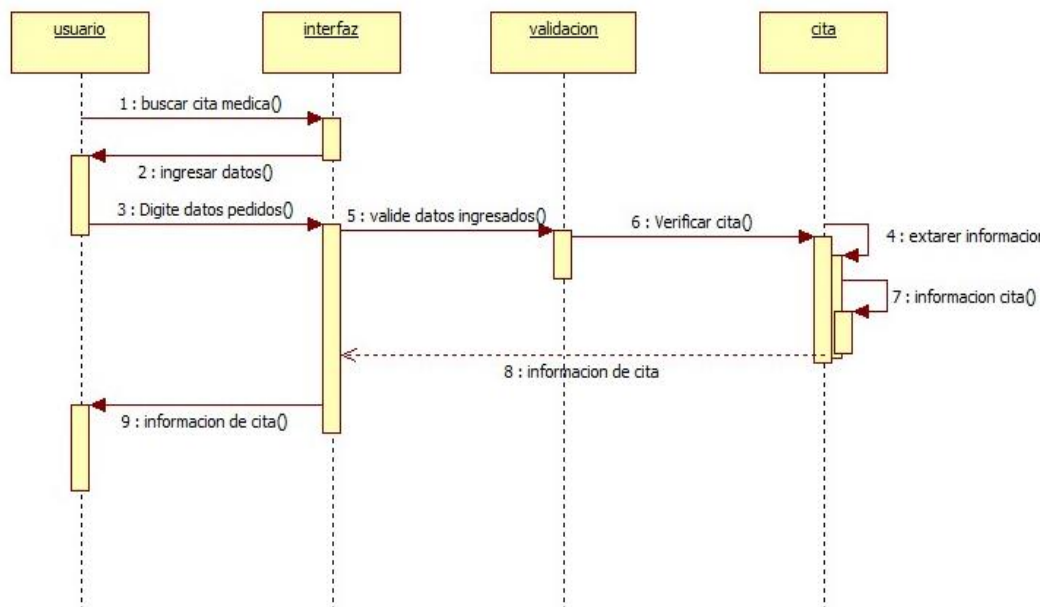 usuario
interfaz
validacion
cita
1 : buscar cita medica()
2 : ingresar datos()
3 : Digite datos pedidos()
5 : valide datos ingresados()
6 : Verificar cita()
4 : extarer informacion
7 : informacion cita()
8 : informacion de cita
9 : informacion de cita()